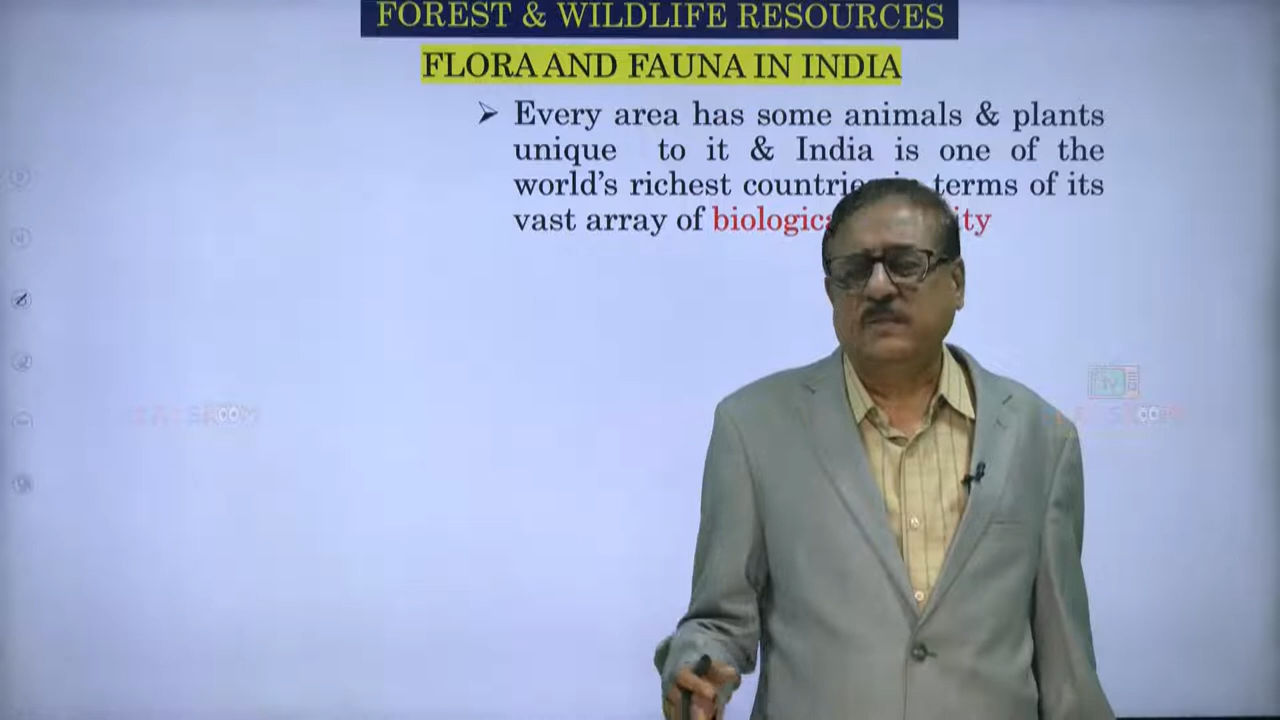 FOREST & WILDLIFE RESOURCES
FLORA AND FAUNA IN INDIA
➢ Every area has some animals & plants
unique to it & India is one of the
world's richest terms of its
vast array of
tv